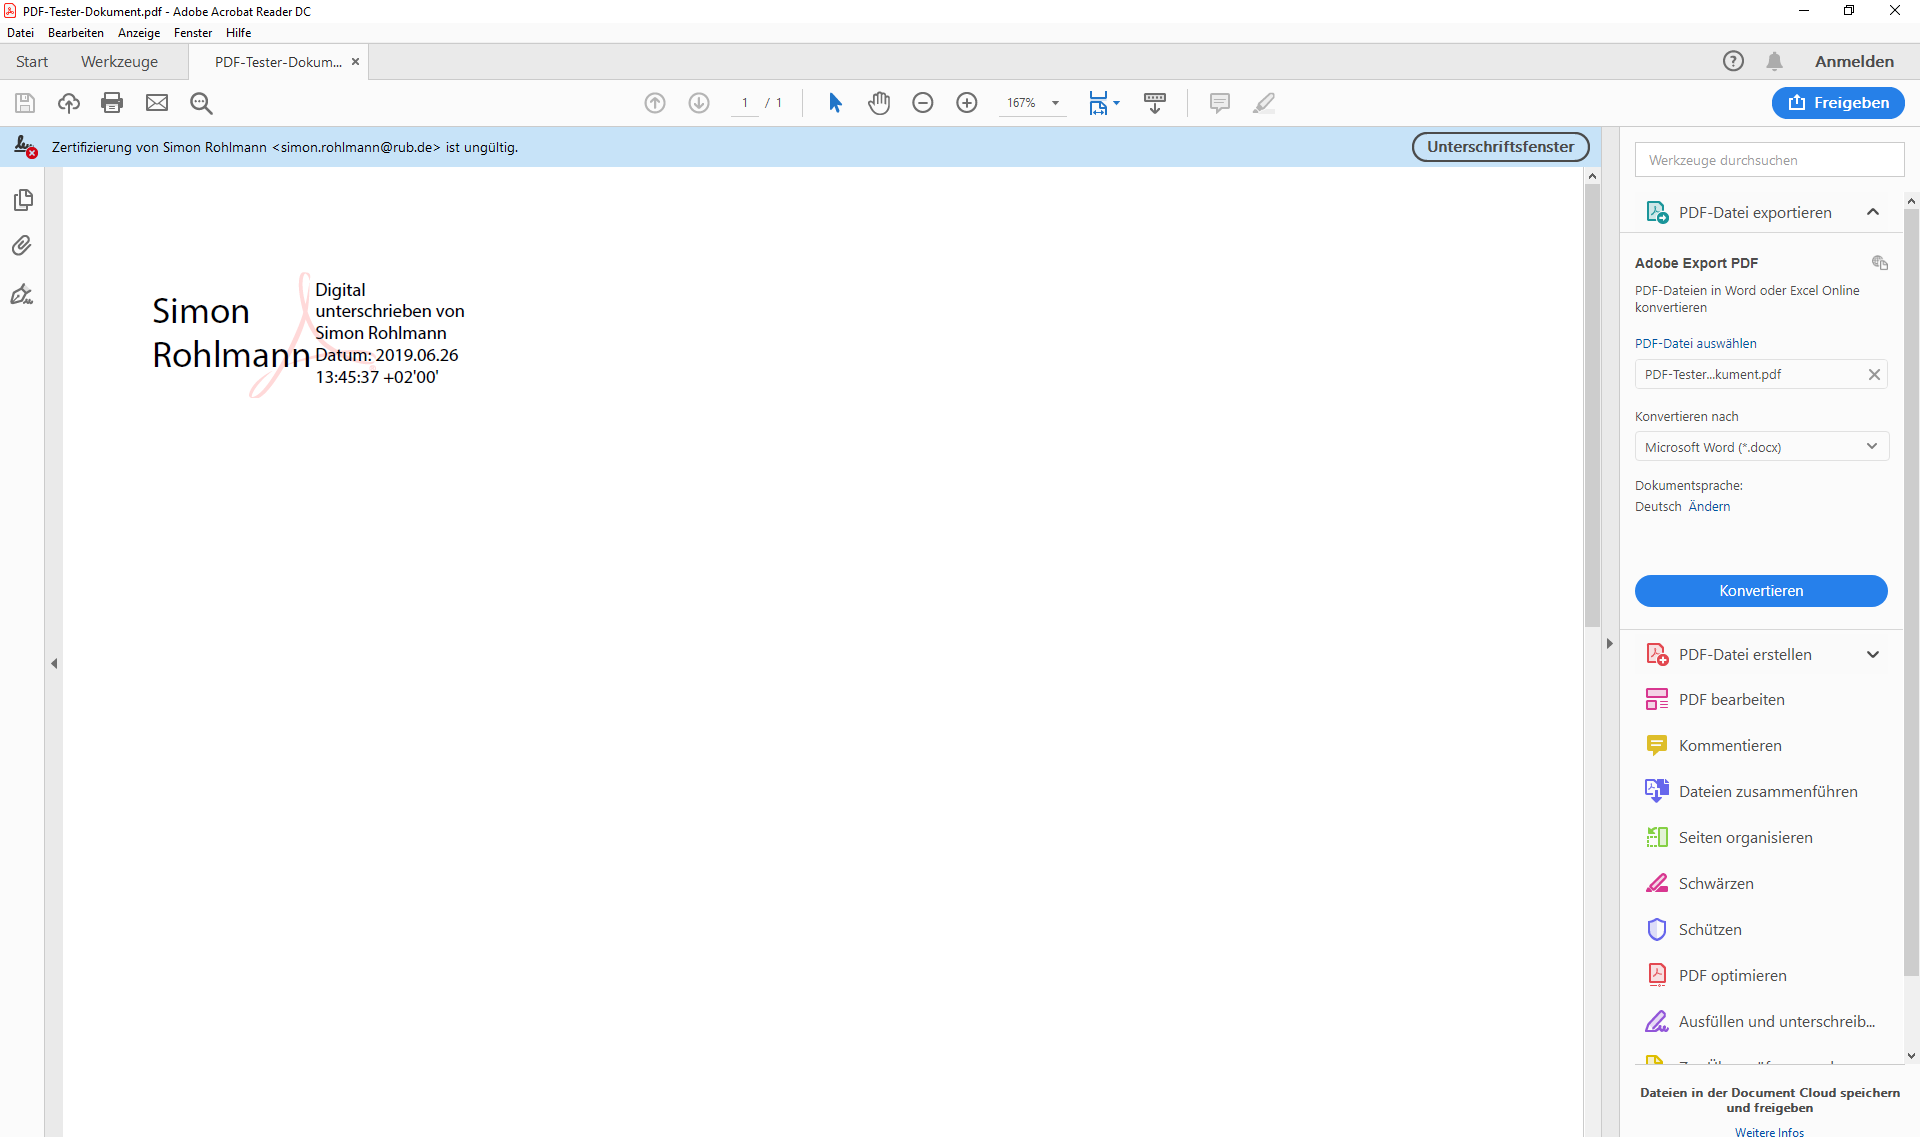 PDF-Tester-Dokument.pdf - Adobe Acrobat Reader DC
Datei Bearbeiten Anzeige Fenster Hilfe
Start Werkzeuge PDF-Tester-Dokum... Anmelden
1 / 1 167% Freigeben
Zertifizierung von Simon Rohlmann <simon.rohlmann@rub.de> ist ungültig. Unterschriftsfenster
Simon
Rohlmann
Digital
unterschrieben von
Simon Rohlmann
Datum: 2019.06.26
13:45:37 +02'00'
Werkzeuge durchsuchen
PDF-Datei exportieren
Adobe Export PDF
PDF-Dateien in Word oder Excel Online
konvertieren
PDF-Datei auswählen
PDF-Tester...kument.pdf
Konvertieren nach
Microsoft Word (*.docx)
Dokumentsprache:
Deutsch Ändern
Konvertieren
PDF-Datei erstellen
PDF bearbeiten
Kommentieren
Dateien zusammenführen
Seiten organisieren
Schwärzen
Schützen
PDF optimieren
Ausfüllen und unterschreib...
Dateien in der Document Cloud speichern
und freigeben
Weitere Infos